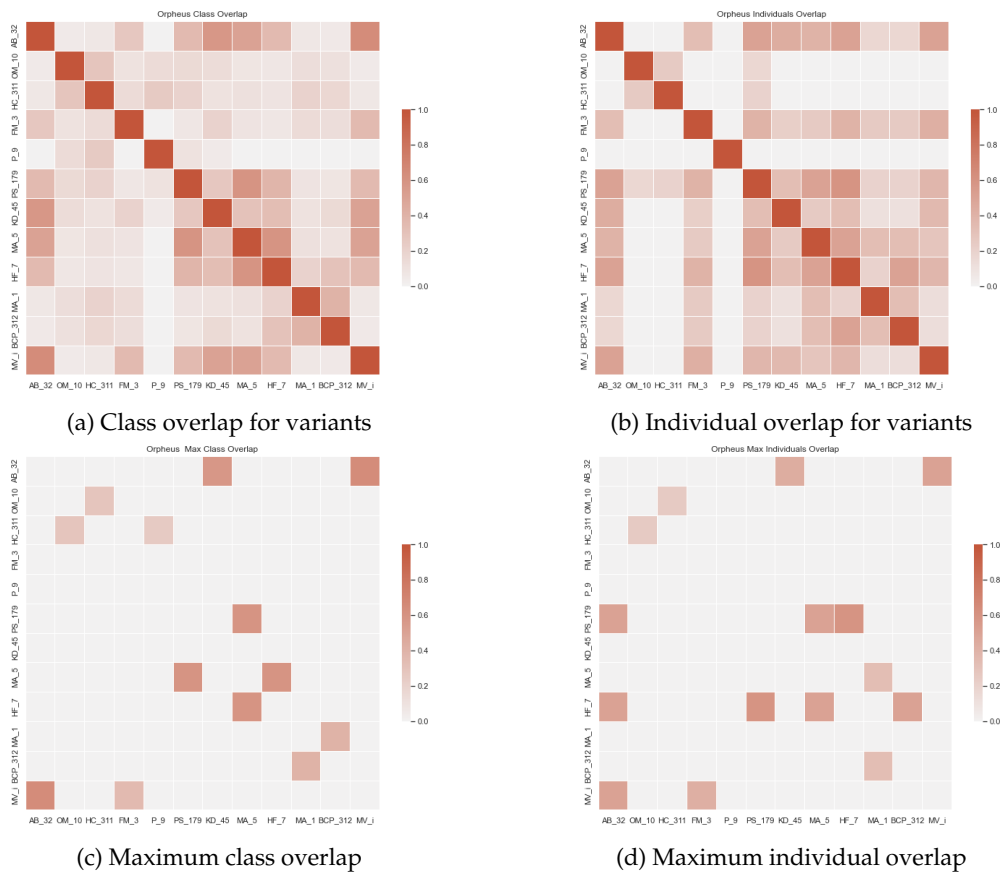 Orpheus Class Overlap
AB_32
OM_10
HC_311
FM_3
P_9
PS_179
KD_45
MA_5
HF_7
MA_1
BCP_312
MV_i
AB_32 OM_10 HC_311 FM_3 P_9 PS_179 KD_45 MA_5 HF_7 MA_1 BCP_312 MV_i
1.0
0.8
0.6
0.4
0.2
0.0
(a) Class overlap for variants
Orpheus Individuals Overlap
AB_32
OM_10
HC_311
FM_3
P_9
PS_179
KD_45
MA_5
HF_7
MA_1
BCP_312
MV_i
AB_32 OM_10 HC_311 FM_3 P_9 PS_179 KD_45 MA_5 HF_7 MA_1 BCP_312 MV_i
1.0
0.8
0.6
0.4
0.2
0.0
(b) Individual overlap for variants
Orpheus Max Class Overlap
AB_32
OM_10
HC_311
FM_3
P_9
PS_179
KD_45
MA_5
HF_7
MA_1
BCP_312
MV_i
AB_32 OM_10 HC_311 FM_3 P_9 PS_179 KD_45 MA_5 HF_7 MA_1 BCP_312 MV_i
1.0
0.8
0.6
0.4
0.2
0.0
(c) Maximum class overlap
Orpheus Max Individuals Overlap
AB_32
OM_10
HC_311
FM_3
P_9
PS_179
KD_45
MA_5
HF_7
MA_1
BCP_312
MV_i
AB_32 OM_10 HC_311 FM_3 P_9 PS_179 KD_45 MA_5 HF_7 MA_1 BCP_312 MV_i
1.0
0.8
0.6
0.4
0.2
0.0
(d) Maximum individual overlap